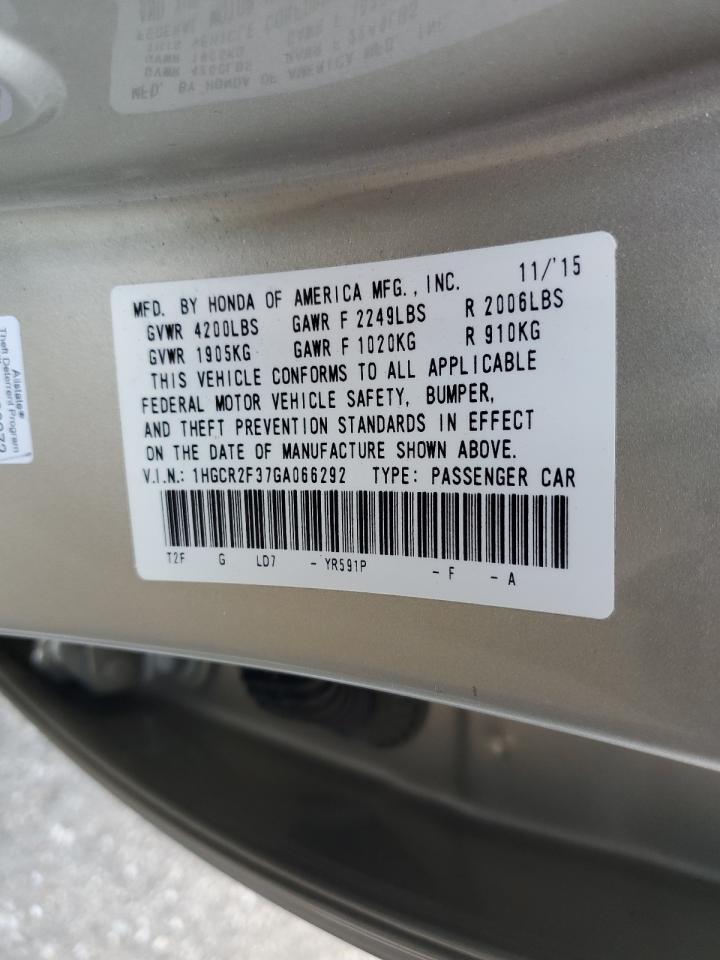 MFD. BY HONDA OF AMERICA MFG., INC. 11/'15
GVWR 4200LBS GAWR F 2249LBS R 2006LBS
GVWR 1905KG GAWR F 1020KG R 910KG
THIS VEHICLE CONFORMS TO ALL APPLICABLE
FEDERAL MOTOR VEHICLE SAFETY, BUMPER,
AND THEFT PREVENTION STANDARDS IN EFFECT
ON THE DATE OF MANUFACTURE SHOWN ABOVE.
V.I.N.: 1HGCR2F37GA066292 TYPE: PASSENGER CAR
T2F G LD7 - YR591P - F - A
Allstate®
Theft Deterrent Program